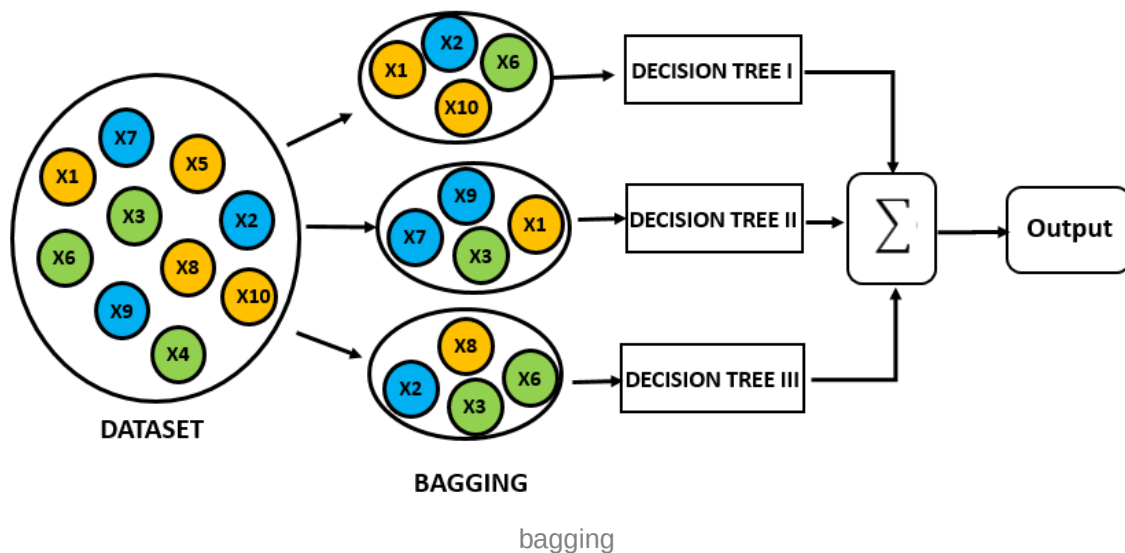 X7
X1
X5
X3
X2
X6
X8
X10
X9
X4
DATASET
X2
X1
X6
X10
X9
X7
X1
X3
X8
X2
X6
X3
BAGGING
DECISION TREE I
DECISION TREE II
DECISION TREE III
∑
Output
bagging